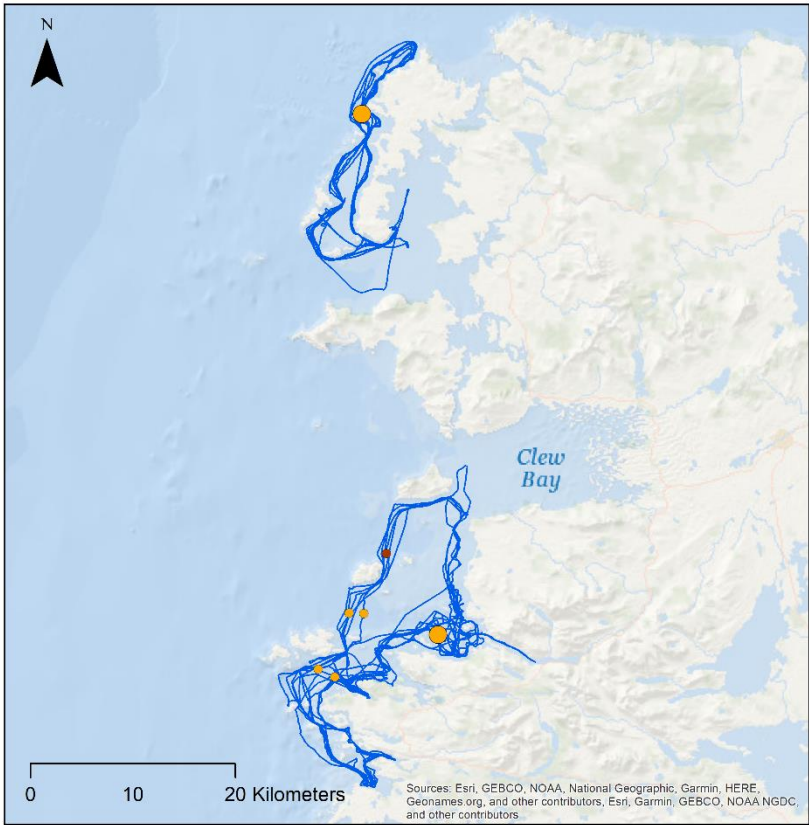 N
Clew
Bay
0 10 20 Kilometers
Sources: Esri, GEBCO, NOAA, National Geographic, Garmin, HERE,
Geonames.org, and other contributors, Esri, Garmin, GEBCO, NOAA NGDC,
and other contributors